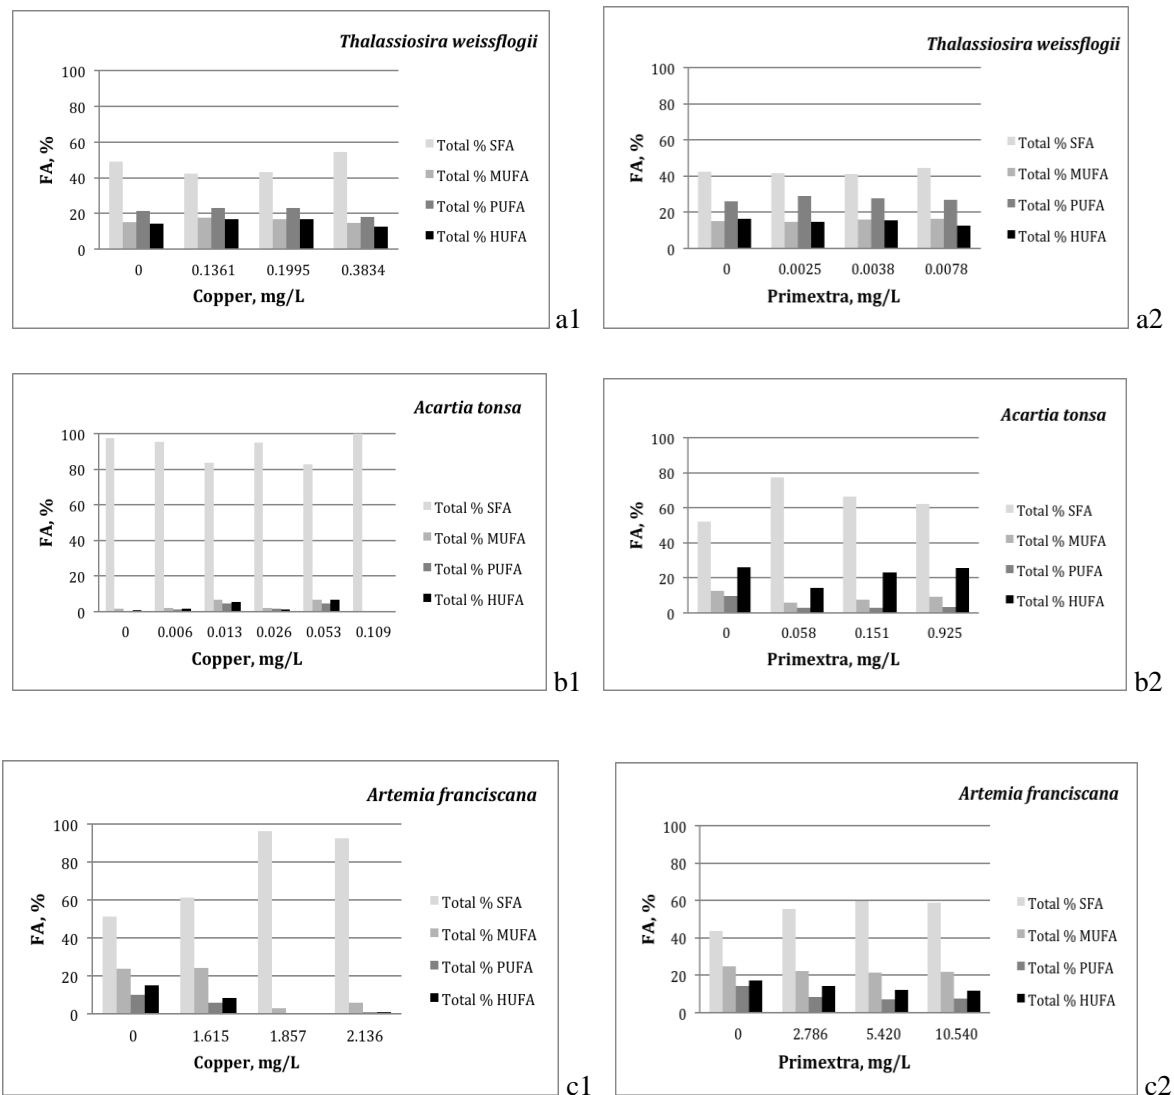 Thalassiosira weissflogii
100
80
60
40
20
0
FA, %
0 0.1361 0.1995 0.3834
Copper, mg/L
Total % SFA
Total % MUFA
Total % PUFA
Total % HUFA
a1
Thalassiosira weissflogii
100
80
60
40
20
0
FA, %
0 0.0025 0.0038 0.0078
Primextra, mg/L
Total % SFA
Total % MUFA
Total % PUFA
Total % HUFA
a2
Acartia tonsa
100
80
60
40
20
0
FA, %
0 0.006 0.013 0.026 0.053 0.109
Copper, mg/L
Total % SFA
Total % MUFA
Total % PUFA
Total % HUFA
b1
Acartia tonsa
100
80
60
40
20
0
FA, %
0 0.058 0.151 0.925
Primextra, mg/L
Total % SFA
Total % MUFA
Total % PUFA
Total % HUFA
b2
Artemia franciscana
100
80
60
40
20
0
FA, %
0 1.615 1.857 2.136
Copper, mg/L
Total % SFA
Total % MUFA
Total % PUFA
Total % HUFA
c1
Artemia franciscana
100
80
60
40
20
0
FA, %
0 2.786 5.420 10.540
Primextra, mg/L
Total % SFA
Total % MUFA
Total % PUFA
Total % HUFA
c2